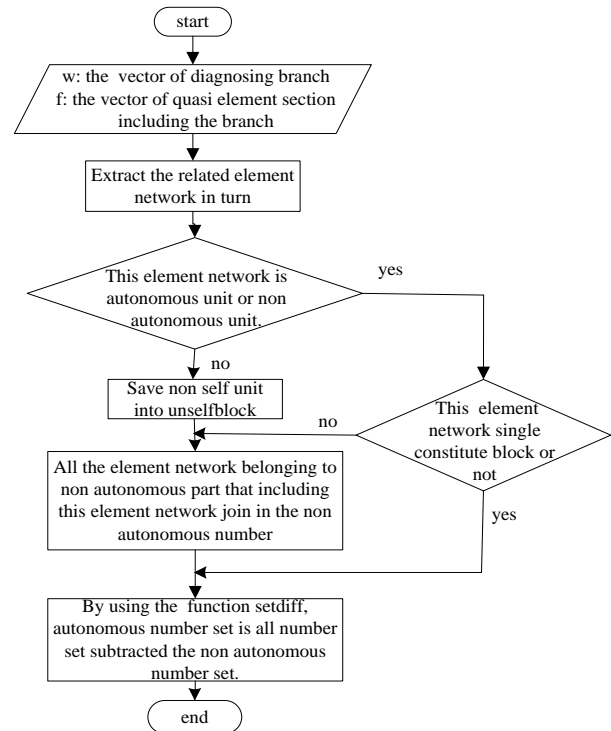 start
w: the vector of diagnosing branch
f: the vector of quasi element section
including the branch
Extract the related element
network in turn
This element network is
autonomous unit or non
autonomous unit.
yes
no
Save non self unit
into unselfblock
no
This element
network single
constitute block or
not
All the element network belonging to
non autonomous part that including
this element network join in the non
autonomous number
yes
By using the function setdiff,
autonomous number set is all number
set subtracted the non autonomous
number set.
end